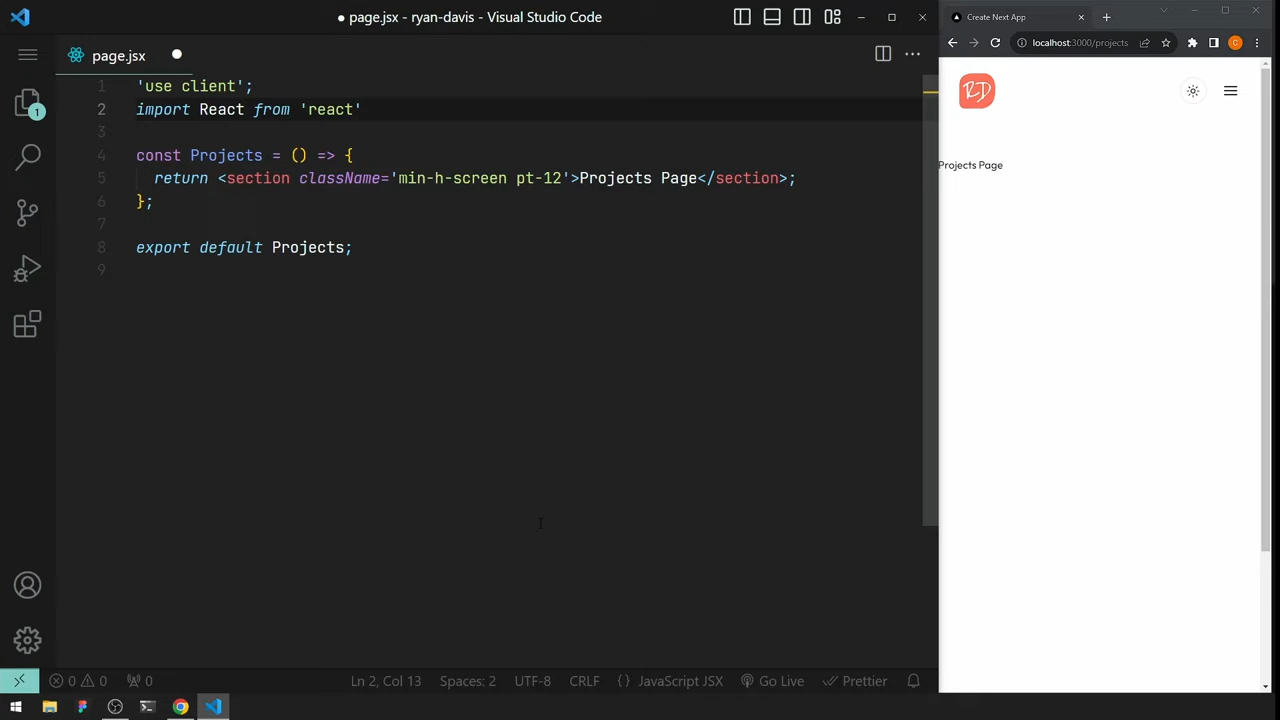 ● page.jsx - ryan-davis - Visual Studio Code
page.jsx
1 'use client';
2 import React from 'react'
3
4 const Projects = () => {
5 return <section className='min-h-screen pt-12'>Projects Page</section>;
6 };
7
8 export default Projects;
9
1
⊗ 0 ⚠ 0 0
Ln 2, Col 13 Spaces: 2 UTF-8 CRLF {} JavaScript JSX Go Live Prettier
Create Next App
localhost:3000/projects
C
RD
Projects Page